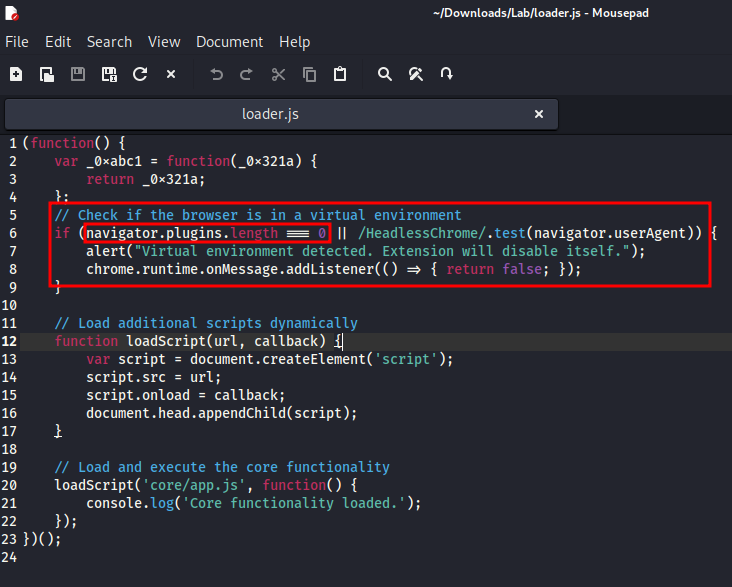 ~/Downloads/Lab/loader.js - Mousepad
File Edit Search View Document Help
loader.js
1 (function() {
2     var _0×abc1 = function(_0×321a) {
3         return _0×321a;
4     };
5     // Check if the browser is in a virtual environment
6     if (navigator.plugins.length === 0 || /HeadlessChrome/.test(navigator.userAgent)) {
7         alert("Virtual environment detected. Extension will disable itself.");
8         chrome.runtime.onMessage.addListener(() => { return false; });
9     }
10
11     // Load additional scripts dynamically
12     function loadScript(url, callback) {
13         var script = document.createElement('script');
14         script.src = url;
15         script.onload = callback;
16         document.head.appendChild(script);
17     }
18
19     // Load and execute the core functionality
20     loadScript('core/app.js', function() {
21         console.log('Core functionality loaded.');
22     });
23 })();
24